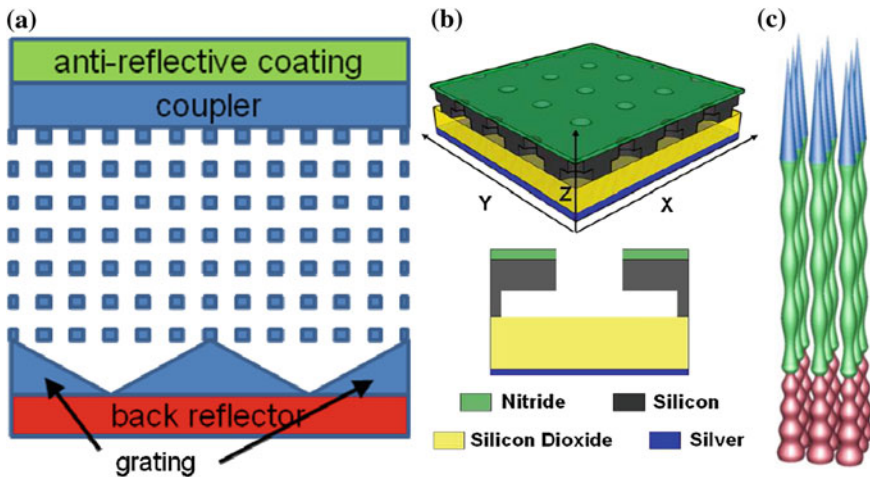 (a)
anti-reflective coating
coupler
back reflector
grating
(b)
Z
Y
X
Nitride
Silicon
Silicon Dioxide
Silver
(c)